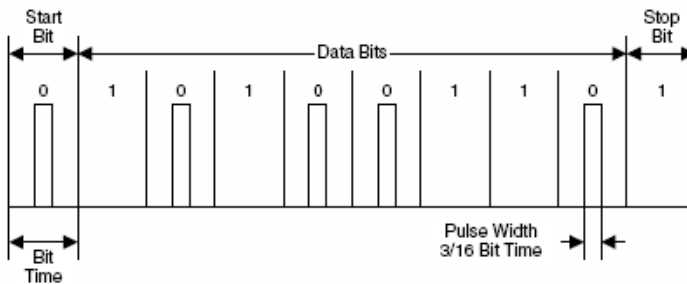 Start
Bit
Stop
Bit
Data Bits
0 1 0 1 0 0 1 1 0 1
Bit
Time
Pulse Width
3/16 Bit Time